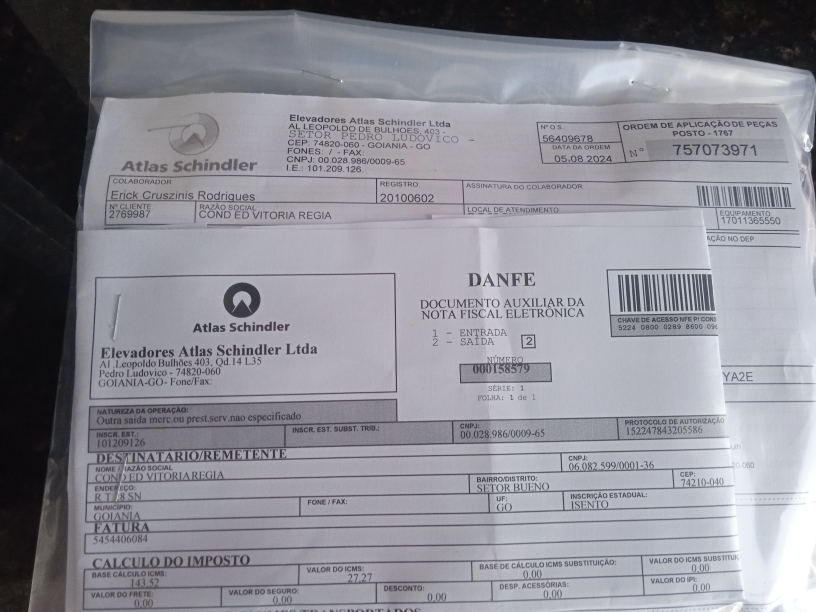 Elevadores Atlas Schindler Ltda
AL LEOPOLDO DE BULHOES, 403 -
SETOR PEDRO LUDOVICO -
CEP: 74820-060 - GOIANIA - GO
FONES: / - FAX:
CNPJ: 00.028.986/0009-65
I.E.: 101.209.126
Atlas Schindler
Nº O.S.
56409678
DATA DA ORDEM
05.08.2024
ORDEM DE APLICAÇÃO DE PEÇAS
POSTO - 1767
Nº 757073971
COLABORADOR
Erick Cruszinis Rodrigues
REGISTRO
20100602
ASSINATURA DO COLABORADOR
Nº CLIENTE
2769987
RAZÃO SOCIAL
COND ED VITORIA REGIA
LOCAL DE ATENDIMENTO
EQUIPAMENTO
17011365550
AÇÃO NO DEP
YA2E
Atlas Schindler
Elevadores Atlas Schindler Ltda
Al .Leopoldo Bulhões 403, Qd.14 L35
Pedro Ludovico - 74820-060
GOIANIA-GO- Fone/Fax:
DANFE
DOCUMENTO AUXILIAR DA
NOTA FISCAL ELETRÔNICA
1 - ENTRADA
2 - SAÍDA 2
NÚMERO
000158579
SÉRIE: 1
FOLHA: 1 de 1
CHAVE DE ACESSO NFE P/ CONS
5224 0800 0289 8600 096
NATUREZA DA OPERAÇÃO:
Outra saida merc.ou prest.serv.nao especificado
INSCR. EST.:
101209126
INSCR. EST. SUBST. TRIB.:
CNPJ:
00.028.986/0009-65
PROTOCOLO DE AUTORIZAÇÃO
152247843205586
DESTINATÁRIO/REMETENTE
NOME / RAZÃO SOCIAL
COND ED VITORIA REGIA
CNPJ:
06.082.599/0001-36
ENDEREÇO:
BAIRRO/DISTRITO:
SETOR BUENO
CEP:
74210-040
MUNICÍPIO:
GOIANIA
FONE / FAX:
UF:
GO
INSCRIÇÃO ESTADUAL:
ISENTO
FATURA
5454406084
CALCULO DO IMPOSTO
BASE CÁLCULO ICMS:
143.52
VALOR DO ICMS:
27.27
BASE DE CÁLCULO ICMS SUBSTITUIÇÃO:
0.00
VALOR DO ICMS SUBSTITUI
0.00
VALOR DO FRETE:
0.00
VALOR DO SEGURO:
0.00
DESCONTO:
0.00
DESP. ACESSÓRIAS:
0.00
VALOR DO IPI:
0.00